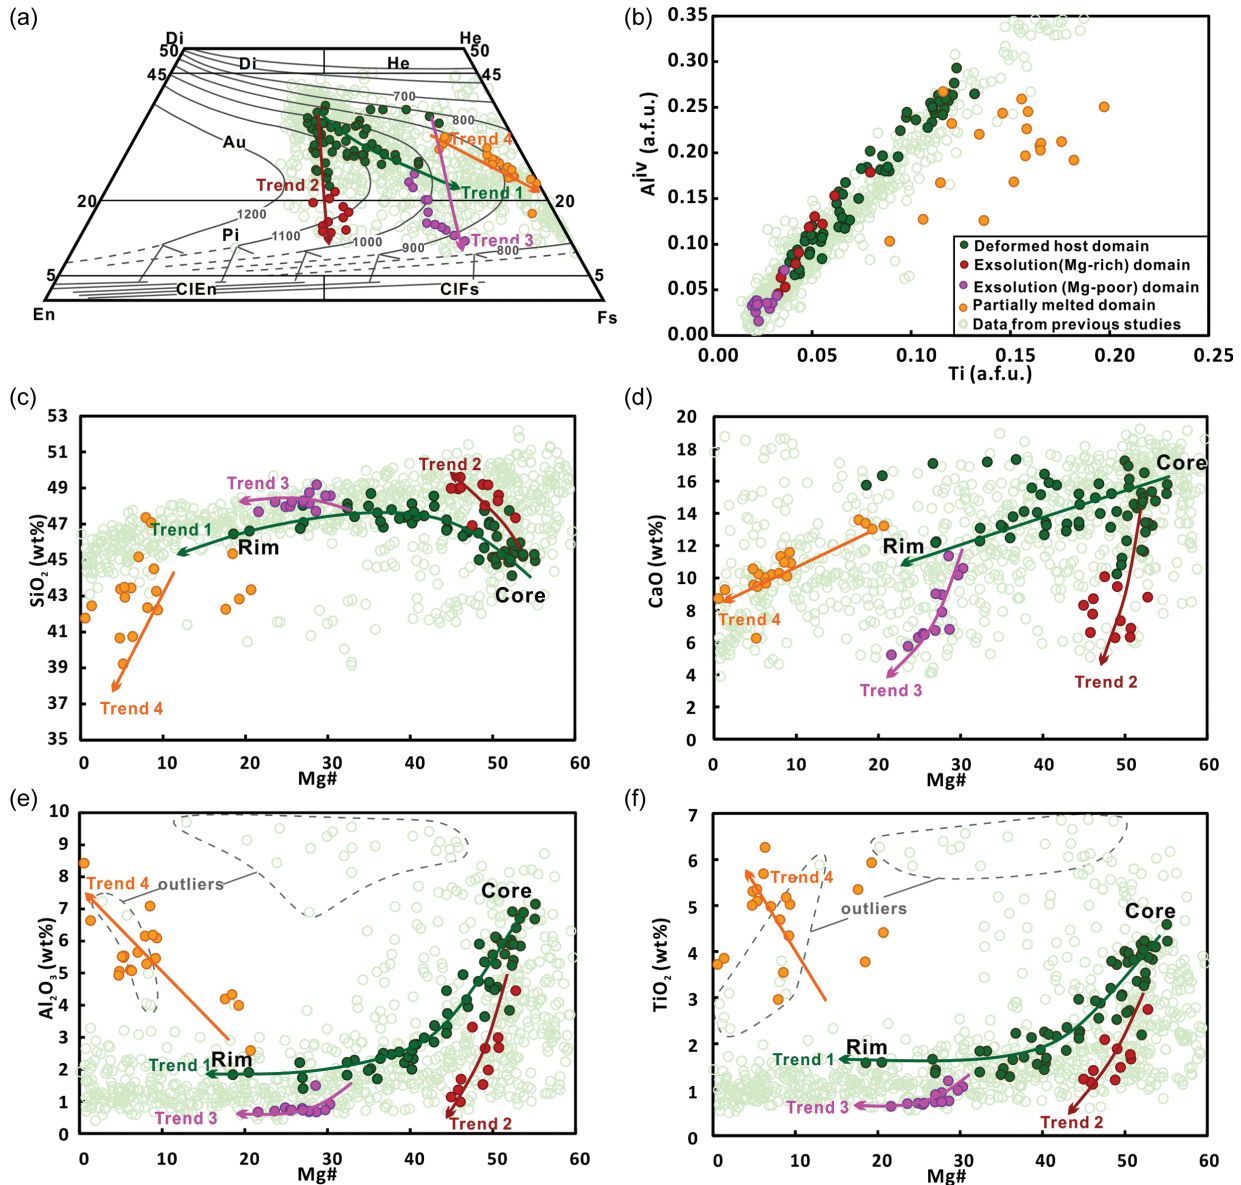 (a)
Di
He
50
50
45
Di
He
45
700
800
Au
Trend 4
Trend 2
Trend 1
20
20
1200
Pi
1100
1000
900
Trend 3
800
5
5
ClEn
ClFs
En
Fs
(b)
0.35
0.30
0.25
0.20
0.15
0.10
0.05
0.00
Al^iv (a.f.u.)
Deformed host domain
Exsolution(Mg-rich) domain
Exsolution (Mg-poor) domain
Partially melted domain
Data from previous studies
0.00 0.05 0.10 0.15 0.20 0.25
Ti (a.f.u.)
(c)
53
51
49
47
45
43
41
39
37
35
SiO₂ (wt%)
Trend 2
Trend 3
Trend 1
Rim
Core
Trend 4
0 10 20 30 40 50 60
Mg#
(d)
20
18
16
14
12
10
8
6
4
2
0
CaO (wt%)
Core
Rim
Trend 4
Trend 3
Trend 2
0 10 20 30 40 50 60
Mg#
(e)
10
9
8
7
6
5
4
3
2
1
0
Al₂O₃ (wt%)
Trend 4
outliers
Core
Rim
Trend 1
Trend 3
Trend 2
0 10 20 30 40 50 60
Mg#
(f)
7
6
5
4
3
2
1
0
TiO₂ (wt%)
Trend 4
outliers
Core
Rim
Trend 1
Trend 3
Trend 2
0 10 20 30 40 50 60
Mg#